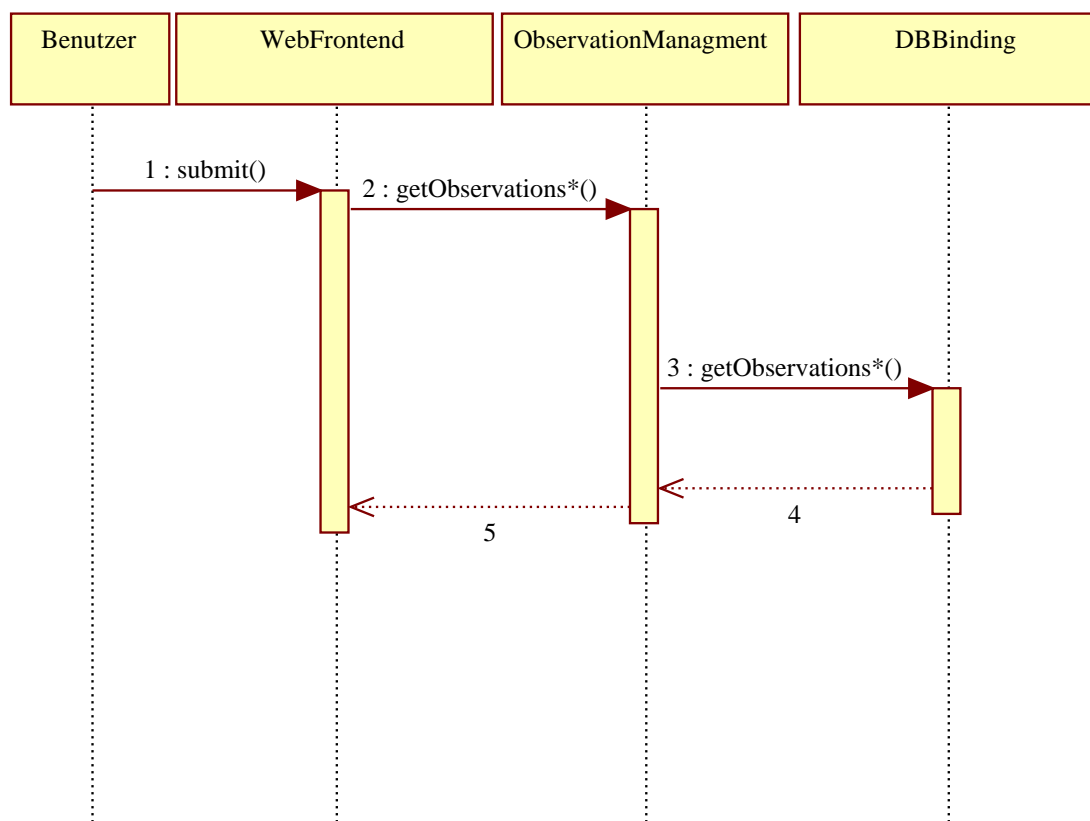 Benutzer
WebFrontend
ObservationManagment
DBBinding
1 : submit()
2 : getObservations*()
3 : getObservations*()
4
5